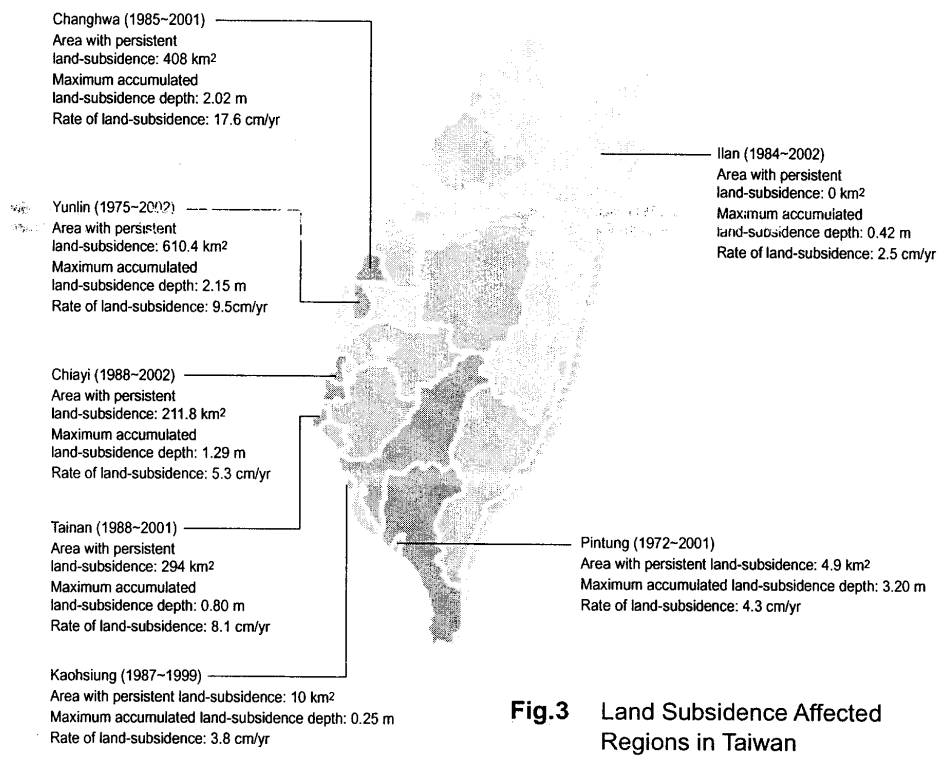 Changhwa (1985~2001)
Area with persistent
land-subsidence: 408 km²
Maximum accumulated
land-subsidence depth: 2.02 m
Rate of land-subsidence: 17.6 cm/yr
Ilan (1984~2002)
Area with persistent
land-subsidence: 0 km²
Maximum accumulated
land-subsidence depth: 0.42 m
Rate of land-subsidence: 2.5 cm/yr
Yunlin (1975~2002)
Area with persistent
land-subsidence: 610.4 km²
Maximum accumulated
land-subsidence depth: 2.15 m
Rate of land-subsidence: 9.5cm/yr
Chiayi (1988~2002)
Area with persistent
land-subsidence: 211.8 km²
Maximum accumulated
land-subsidence depth: 1.29 m
Rate of land-subsidence: 5.3 cm/yr
Tainan (1988~2001)
Area with persistent
land-subsidence: 294 km²
Maximum accumulated
land-subsidence depth: 0.80 m
Rate of land-subsidence: 8.1 cm/yr
Pintung (1972~2001)
Area with persistent land-subsidence: 4.9 km²
Maximum accumulated land-subsidence depth: 3.20 m
Rate of land-subsidence: 4.3 cm/yr
Kaohsiung (1987~1999)
Area with persistent land-subsidence: 10 km²
Maximum accumulated land-subsidence depth: 0.25 m
Rate of land-subsidence: 3.8 cm/yr
Fig.3 Land Subsidence Affected
Regions in Taiwan